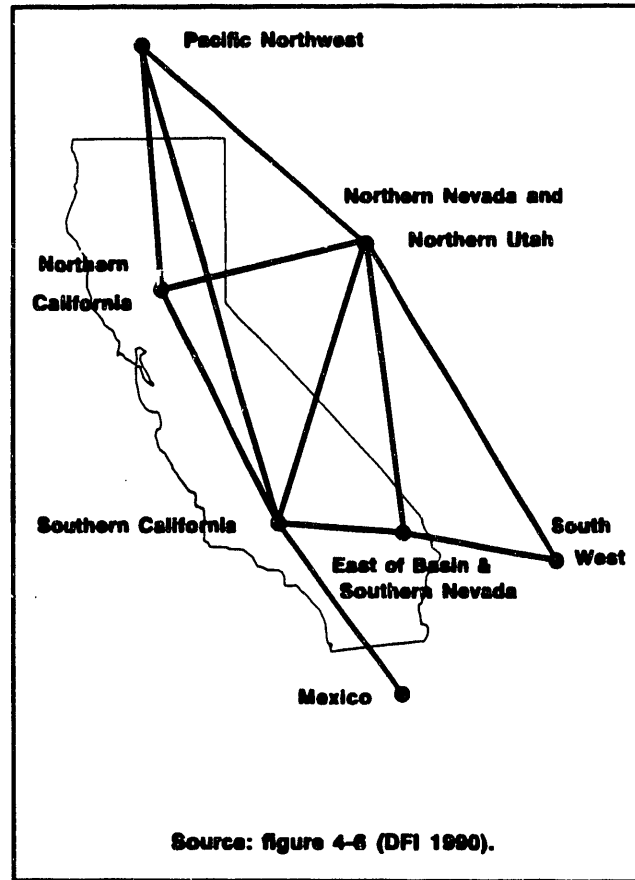 Pacific Northwest
Northern Nevada and
Northern Utah
Northern
California
Southern California
South
West
East of Basin &
Southern Nevada
Mexico
Source: figure 4-6 (DFI 1990).